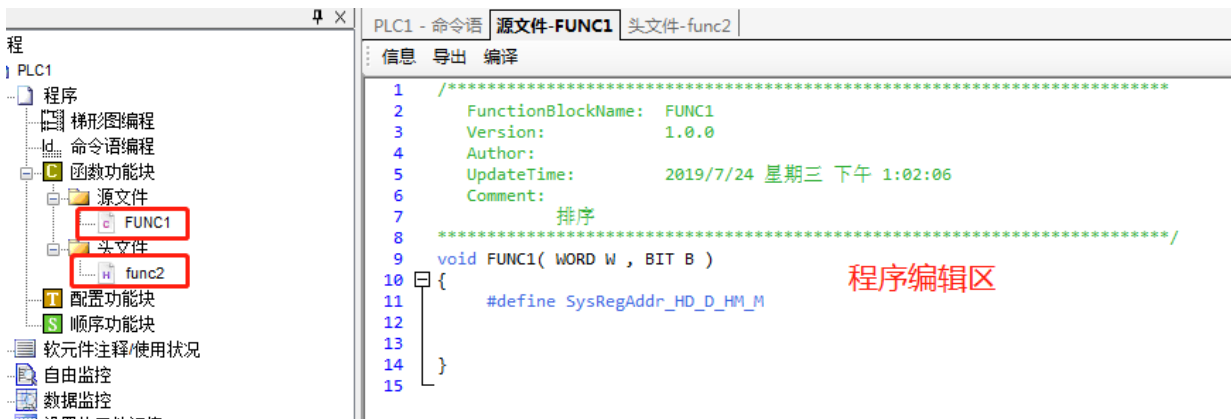 程
PLC1
程序
梯形图编程
命令语编程
函数功能块
源文件
FUNC1
头文件
func2
配置功能块
顺序功能块
软元件注释/使用状况
自由监控
数据监控
PLC1 - 命令语 源文件-FUNC1 头文件-func2
信息 导出 编译
1 /*************************************************************************
2 FunctionBlockName: FUNC1
3 Version: 1.0.0
4 Author:
5 UpdateTime: 2019/7/24 星期三 下午 1:02:06
6 Comment:
7 排序
8 *************************************************************************/
9 void FUNC1( WORD W , BIT B )
10 {
11 #define SysRegAddr_HD_D_HM_M
12
13
14 }
15
程序编辑区